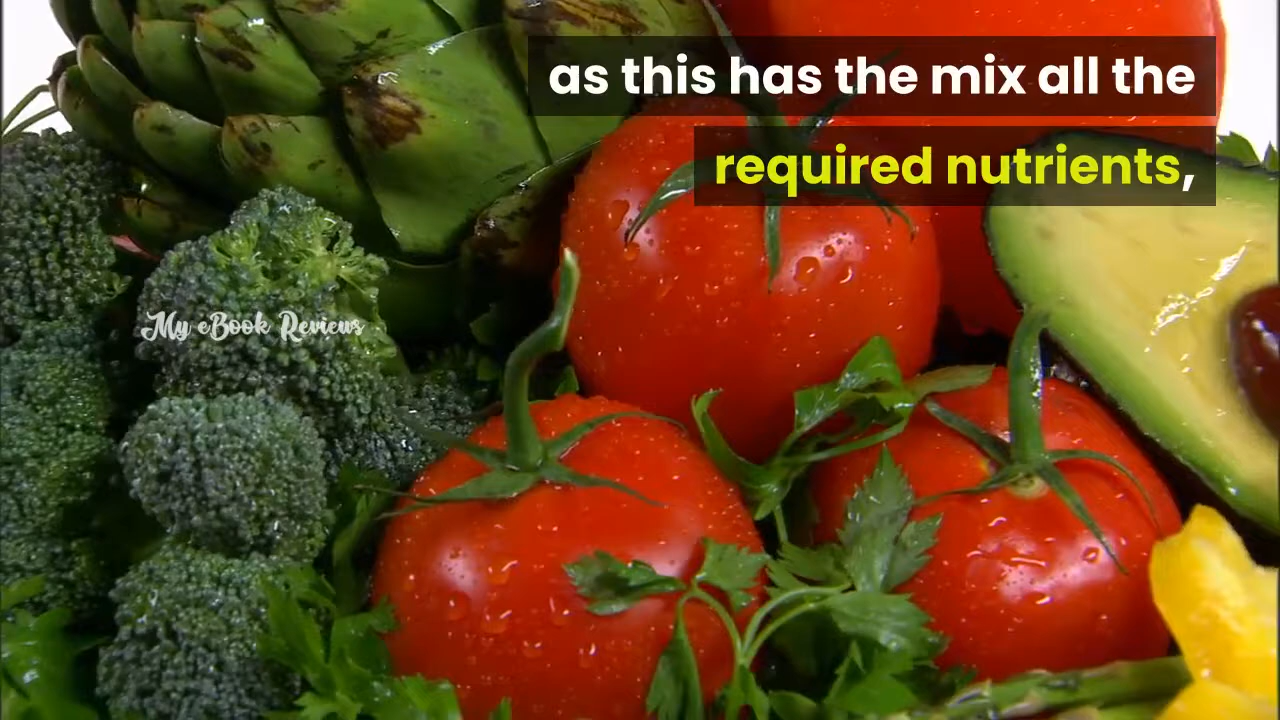 as this has the mix all the
required nutrients,
My eBook Reviews